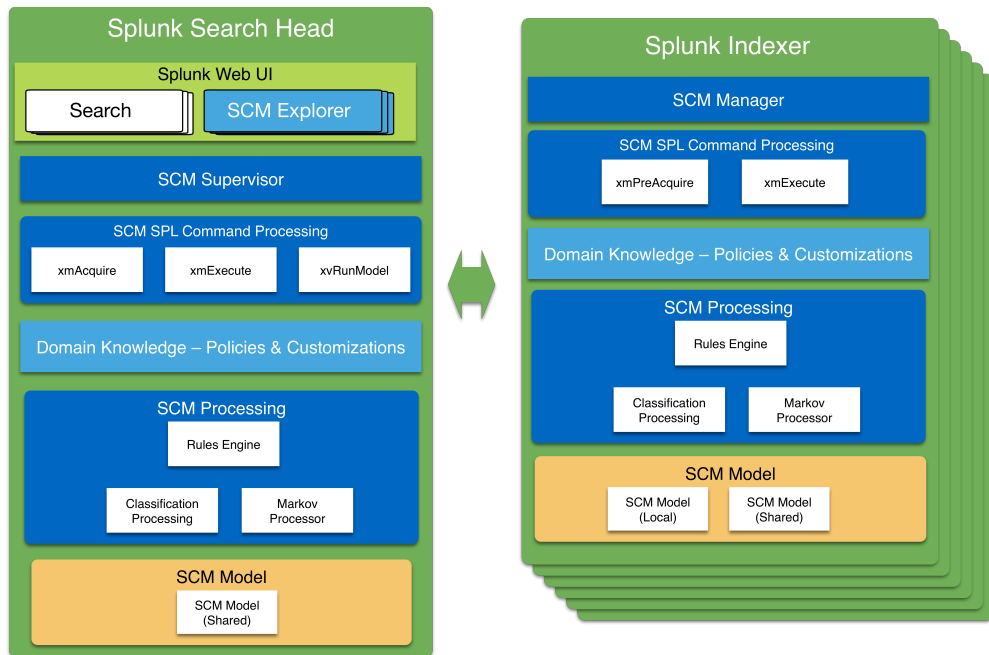 Splunk Search Head
Splunk Web UI
Search
SCM Explorer
SCM Supervisor
SCM SPL Command Processing
xmAcquire
xmExecute
xvRunModel
Domain Knowledge – Policies & Customizations
SCM Processing
Rules Engine
Classification
Processing
Markov
Processor
SCM Model
SCM Model
(Shared)
Splunk Indexer
SCM Manager
SCM SPL Command Processing
xmPreAcquire
xmExecute
Domain Knowledge – Policies & Customizations
SCM Processing
Rules Engine
Classification
Processing
Markov
Processor
SCM Model
SCM Model
(Local)
SCM Model
(Shared)